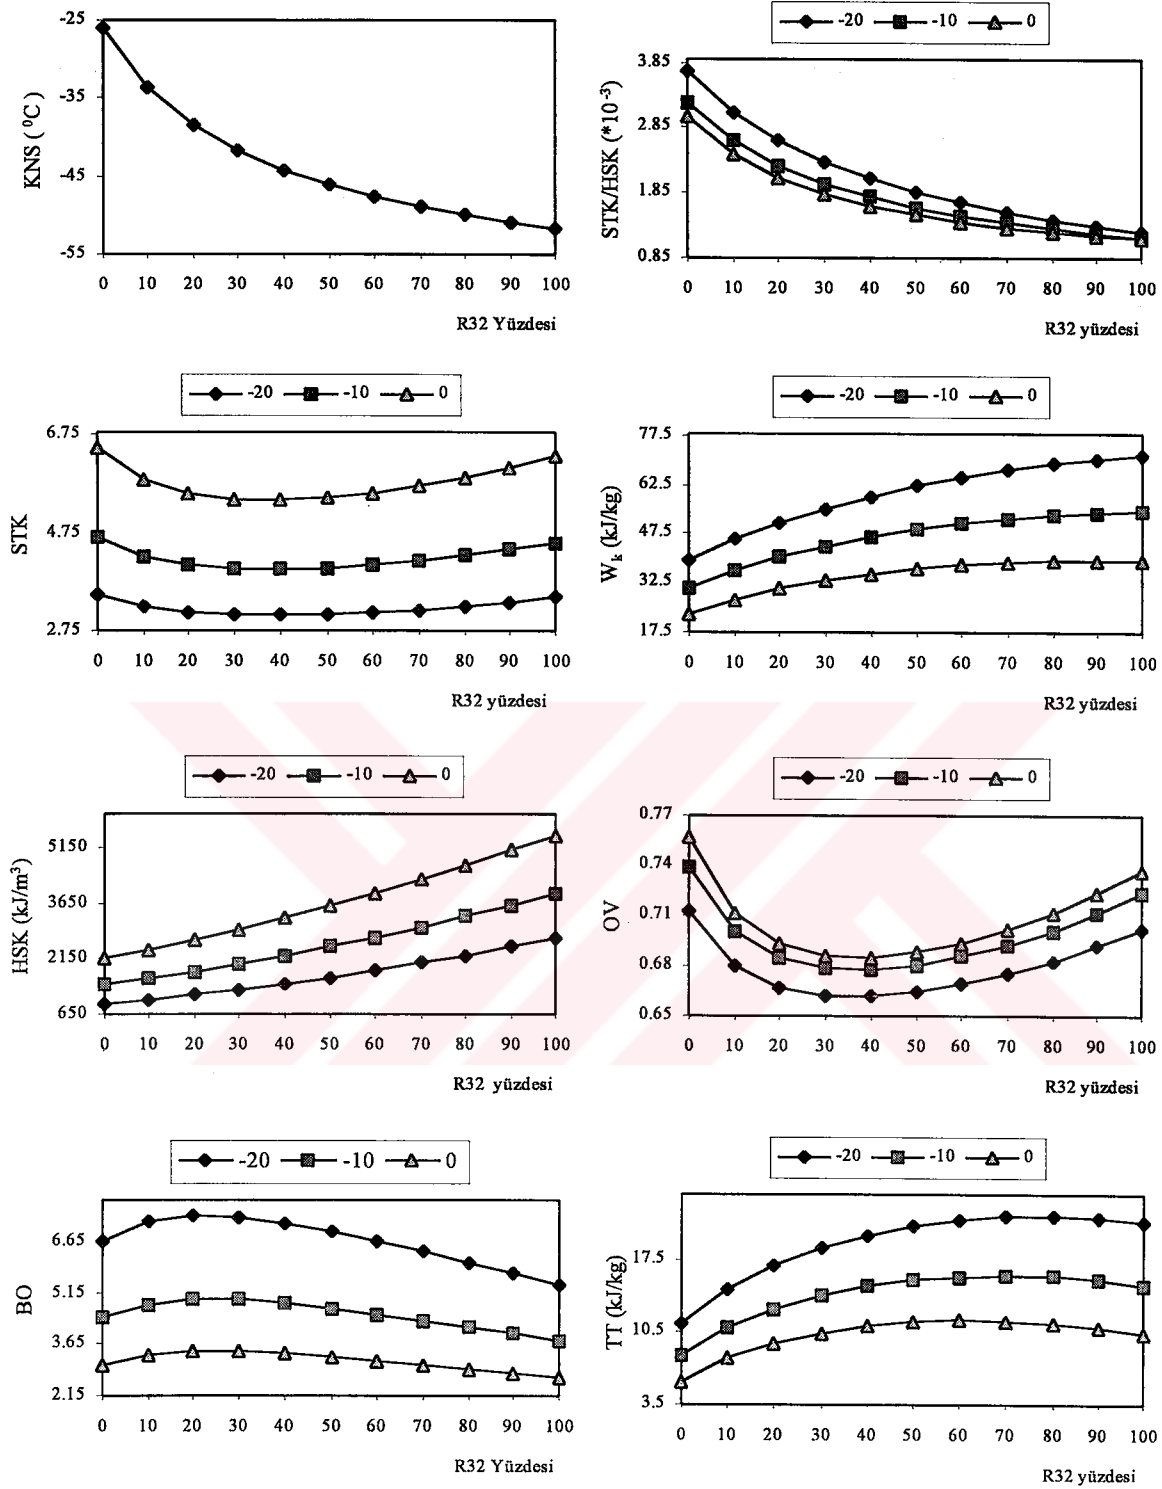 -25
-35
-45
-55
KNS ( ⁰C )
0 10 20 30 40 50 60 70 80 90 100
R32 Yüzdesi
-20 -10 0
3.85
2.85
1.85
0.85
STK/HSK (*10⁻³)
0 10 20 30 40 50 60 70 80 90 100
R32 yüzdesi
-20 -10 0
6.75
4.75
2.75
STK
0 10 20 30 40 50 60 70 80 90 100
R32 yüzdesi
-20 -10 0
77.5
62.5
47.5
32.5
17.5
Wₖ (kJ/kg)
0 10 20 30 40 50 60 70 80 90 100
R32 yüzdesi
-20 -10 0
5150
3650
2150
650
HSK (kJ/m³)
0 10 20 30 40 50 60 70 80 90 100
R32 yüzdesi
-20 -10 0
0.77
0.74
0.71
0.68
0.65
OV
0 10 20 30 40 50 60 70 80 90 100
R32 yüzdesi
-20 -10 0
6.65
5.15
3.65
2.15
BO
0 10 20 30 40 50 60 70 80 90 100
R32 Yüzdesi
-20 -10 0
17.5
10.5
3.5
TT (kJ/kg)
0 10 20 30 40 50 60 70 80 90 100
R32 yüzdesi